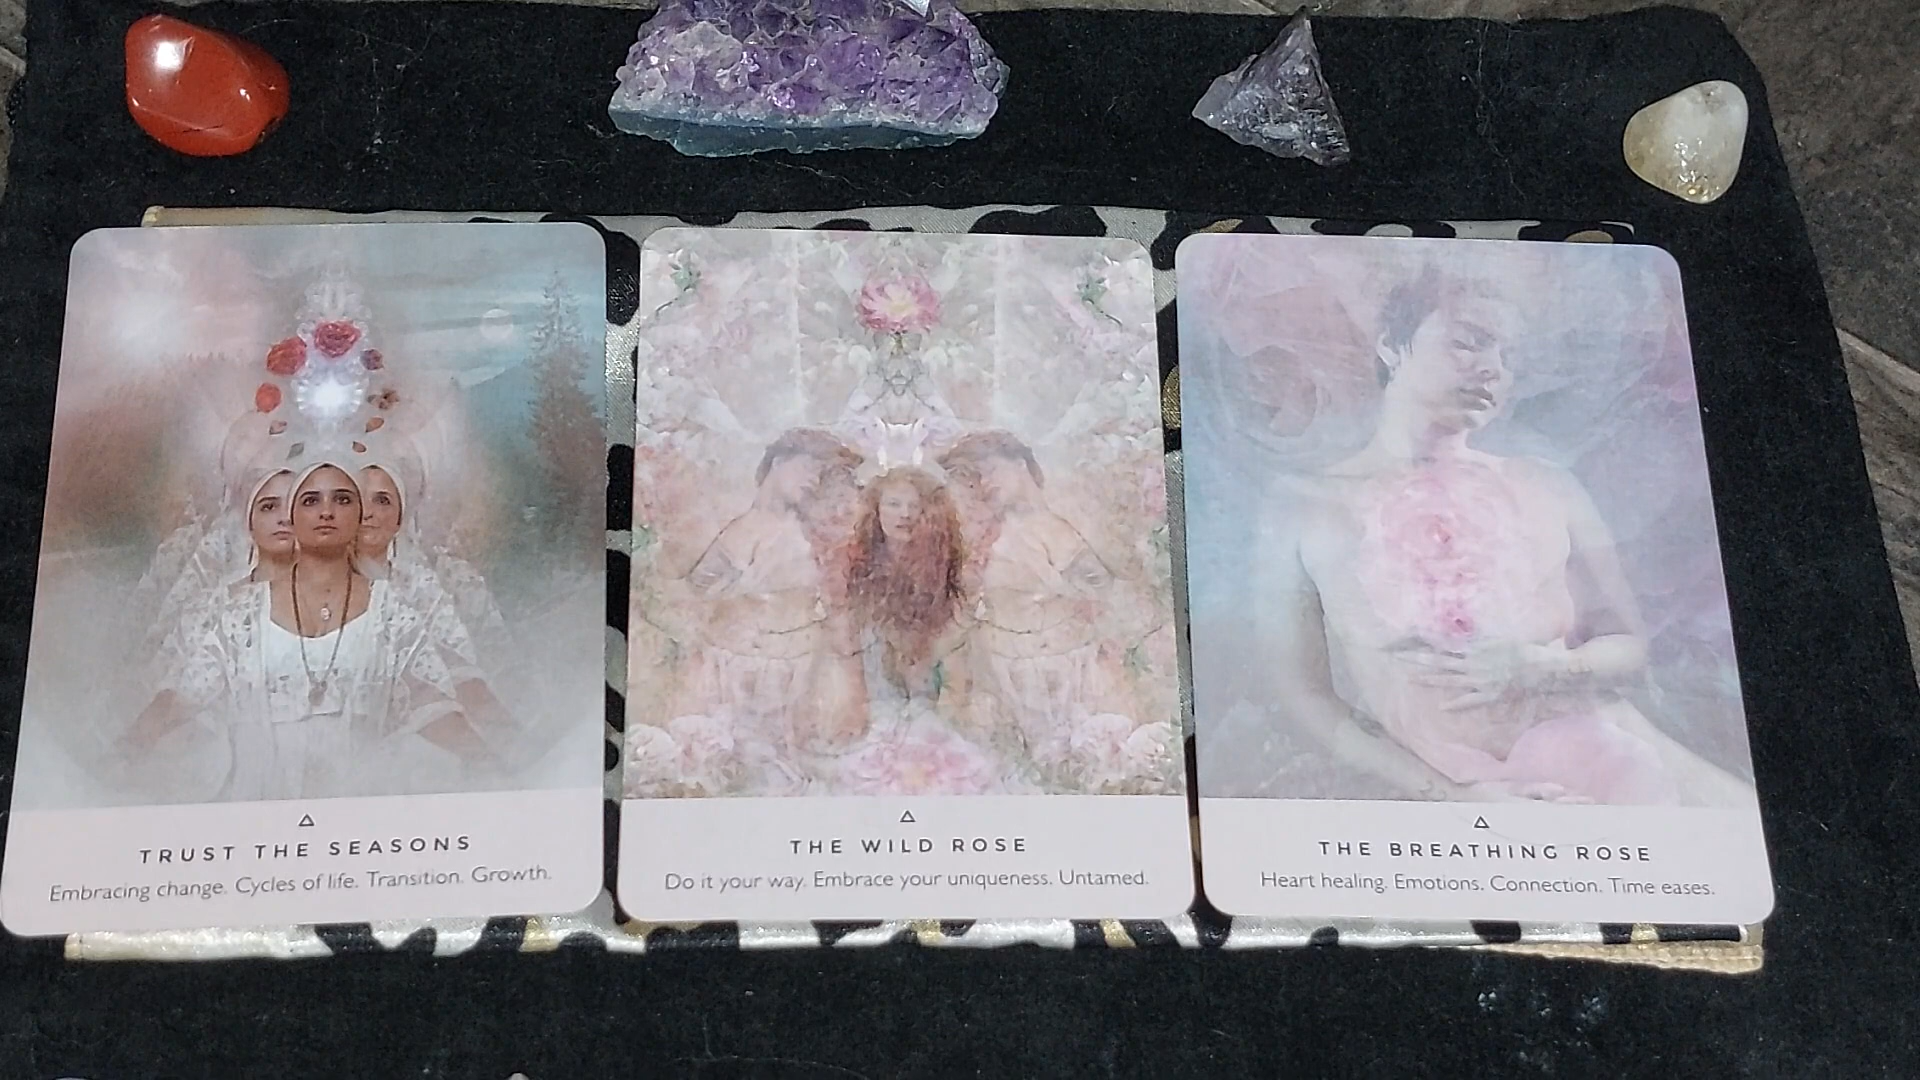 TRUST THE SEASONS
Embracing change. Cycles of life. Transition. Growth.
THE WILD ROSE
Do it your way. Embrace your uniqueness. Untamed.
THE BREATHING ROSE
Heart healing. Emotions. Connection. Time eases.